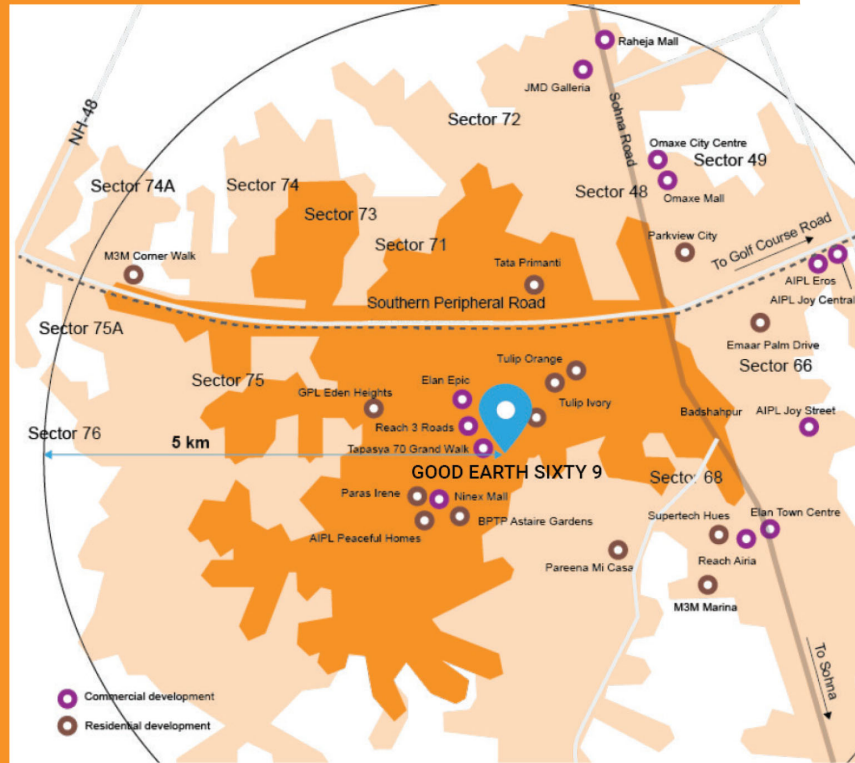 Raheja Mall
JMD Galleria
NH-48
Sohna Road
Sector 72
Omaxe City Centre
Sector 49
Sector 74A
Sector 74
Sector 48
Omaxe Mall
Sector 73
Sector 71
Parkview City
To Golf Course Road
M3M Corner Walk
Tata Primanti
AIPL Eros
AIPL Joy Central
Southern Peripheral Road
Sector 75A
Emaar Palm Drive
Tulip Orange
Sector 66
Sector 75
Elan Epic
GPL Eden Heights
Tulip Ivory
Badshahpur
AIPL Joy Street
Reach 3 Roads
Sector 76
5 km
Tapasya 70 Grand Walk
GOOD EARTH SIXTY 9
Sector 68
Paras Irene
Ninex Mall
Supertech Hues
Elan Town Centre
BPTP Astaire Gardens
AIPL Peaceful Homes
Reach Airia
Pareena Mi Casa
M3M Marina
To Sohna
Commercial development
Residential development